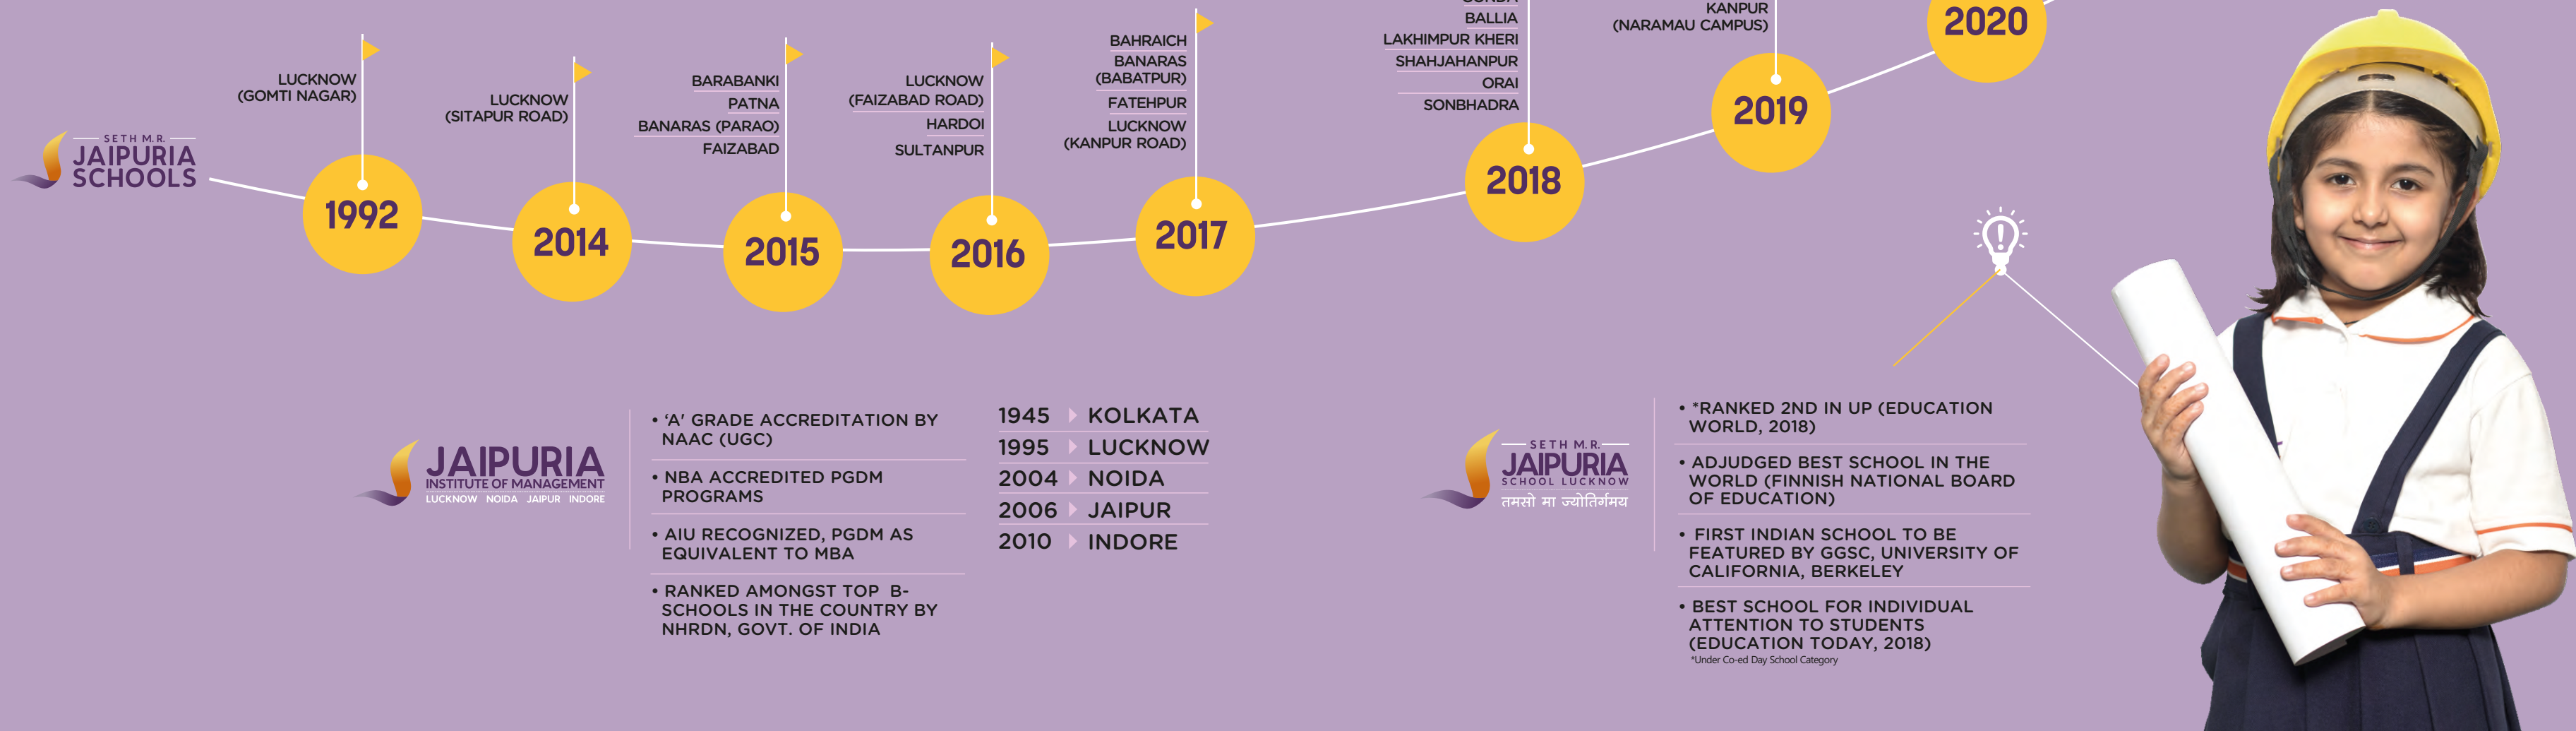 LUCKNOW
(GOMTI NAGAR)
LUCKNOW
(SITAPUR ROAD)
BARABANKI
PATNA
BANARAS (PARAO)
FAIZABAD
LUCKNOW
(FAIZABAD ROAD)
HARDOI
SULTANPUR
BAHRAICH
BANARAS
(BABATPUR)
FATEHPUR
LUCKNOW
(KANPUR ROAD)
BALLIA
LAKHIMPUR KHERI
SHAHJAHANPUR
ORAI
SONBHADRA
KANPUR
(NARAMAU CAMPUS)
SETH M.R.
JAIPURIA
SCHOOLS
1992
2014
2015
2016
2017
2018
2019
2020
JAIPURIA
INSTITUTE OF MANAGEMENT
LUCKNOW NOIDA JAIPUR INDORE
• ‘A' GRADE ACCREDITATION BY
NAAC (UGC)
• NBA ACCREDITED PGDM
PROGRAMS
• AIU RECOGNIZED, PGDM AS
EQUIVALENT TO MBA
• RANKED AMONGST TOP B-
SCHOOLS IN THE COUNTRY BY
NHRDN, GOVT. OF INDIA
1945 KOLKATA
1995 LUCKNOW
2004 NOIDA
2006 JAIPUR
2010 INDORE
SETH M.R.
JAIPURIA
SCHOOL LUCKNOW
तमसो मा ज्योतिर्गमय
• *RANKED 2ND IN UP (EDUCATION
WORLD, 2018)
• ADJUDGED BEST SCHOOL IN THE
WORLD (FINNISH NATIONAL BOARD
OF EDUCATION)
• FIRST INDIAN SCHOOL TO BE
FEATURED BY GGSC, UNIVERSITY OF
CALIFORNIA, BERKELEY
• BEST SCHOOL FOR INDIVIDUAL
ATTENTION TO STUDENTS
(EDUCATION TODAY, 2018)
*Under Co-ed Day School Category